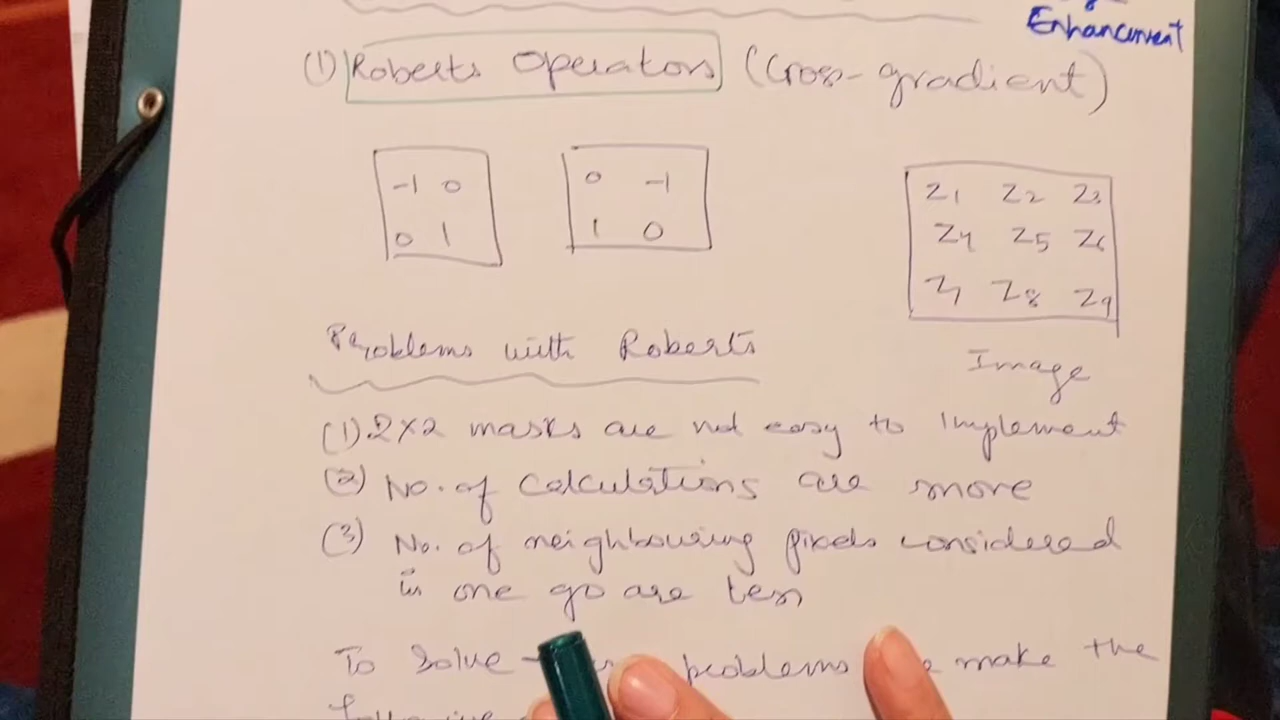 Enhancement
(1) Roberts Operators (Cross-gradient)
-1 0
0 1
0 -1
1 0
Z1 Z2 Z3
Z4 Z5 Z6
Z7 Z8 Z9
Image
Problems with Roberts
(1) 2×2 masks are not easy to implement
(2) No. of calculations are more
(3) No. of neighbouring pixels considered
in one go are less
To solve problems make the
following